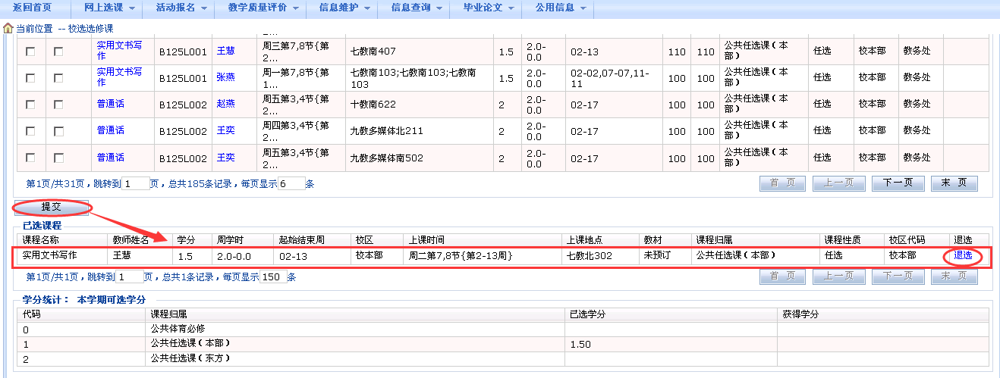 返回首页 网上选课 活动报名 教学质量评价 信息维护 信息查询 毕业论文 公用信息
当前位置 -- 校选选修课
2...
实用文书写作 B125L001 王慧 周三第7,8节{第2... 七教南407 1.5 2.0-0.0 02-13 110 110 公共任选课(本部) 任选 校本部 教务处
实用文书写作 B125L001 张燕 周一第7,8节{第1... 七教南103;七教南103;七教南103 1.5 2.0-0.0 02-02,07-07,11-11 100 100 公共任选课(本部) 任选 校本部 教务处
普通话 B125L002 赵燕 周五第3,4节{第2... 十教南622 2 2.0-0.0 02-17 100 100 公共任选课(本部) 任选 校本部 教务处
普通话 B125L002 王奕 周四第3,4节{第2... 九教多媒体北211 2 2.0-0.0 02-17 100 100 公共任选课(本部) 任选 校本部 教务处
普通话 B125L002 王奕 周五第3,4节{第2... 九教多媒体南502 2 2.0-0.0 02-17 100 100 公共任选课(本部) 任选 校本部 教务处
第1页/共31页，跳转到 1 页，总共185条记录，每页显示 6 条 首 页 上一页 下一页 末 页
提交
已选课程
课程名称 教师姓名 学分 周学时 起始结束周 校区 上课时间 上课地点 教材 课程归属 课程性质 校区代码 退选
实用文书写作 王慧 1.5 2.0-0.0 02-13 校本部 周二第7,8节{第2-13周} 七教北302 未预订 公共任选课(本部) 任选 校本部 退选
第1页/共1页，跳转到 1 页，总共1条记录，每页显示 150 条 首 页 上一页 下一页 末 页
学分统计： 本学期可选学分
代码 课程归属 已选学分 获得学分
0 公共体育必修
1 公共任选课(本部) 1.50
2 公共任选课(东方)